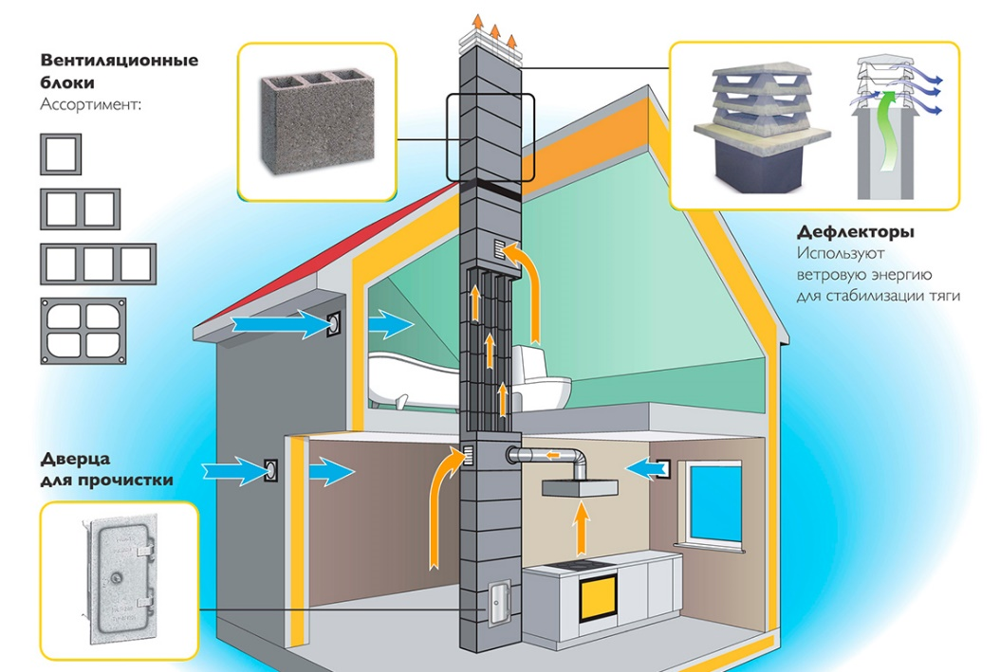 Вентиляционные
блоки
Ассортимент:
Дефлекторы
Используют
ветровую энергию
для стабилизации тяги
Дверца
для прочистки